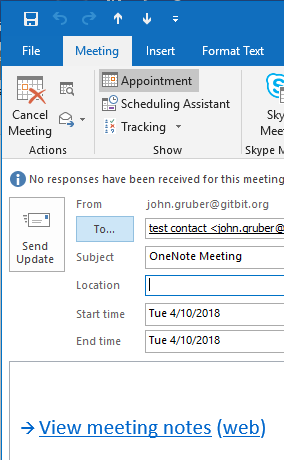 File Meeting Insert Format Text
Cancel Meeting
Actions
Appointment
Scheduling Assistant
Tracking
Show
Sky
Me
Skype M
No responses have been received for this meeting
From john.gruber@gitbit.org
To... test contact <john.gruber@
Send Update
Subject OneNote Meeting
Location
Start time Tue 4/10/2018
End time Tue 4/10/2018
→ View meeting notes (web)